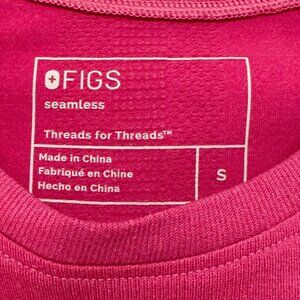 FIGS
seamless
Threads for Threads™
Made in China
Fabriqué en Chine
Hecho en China
S